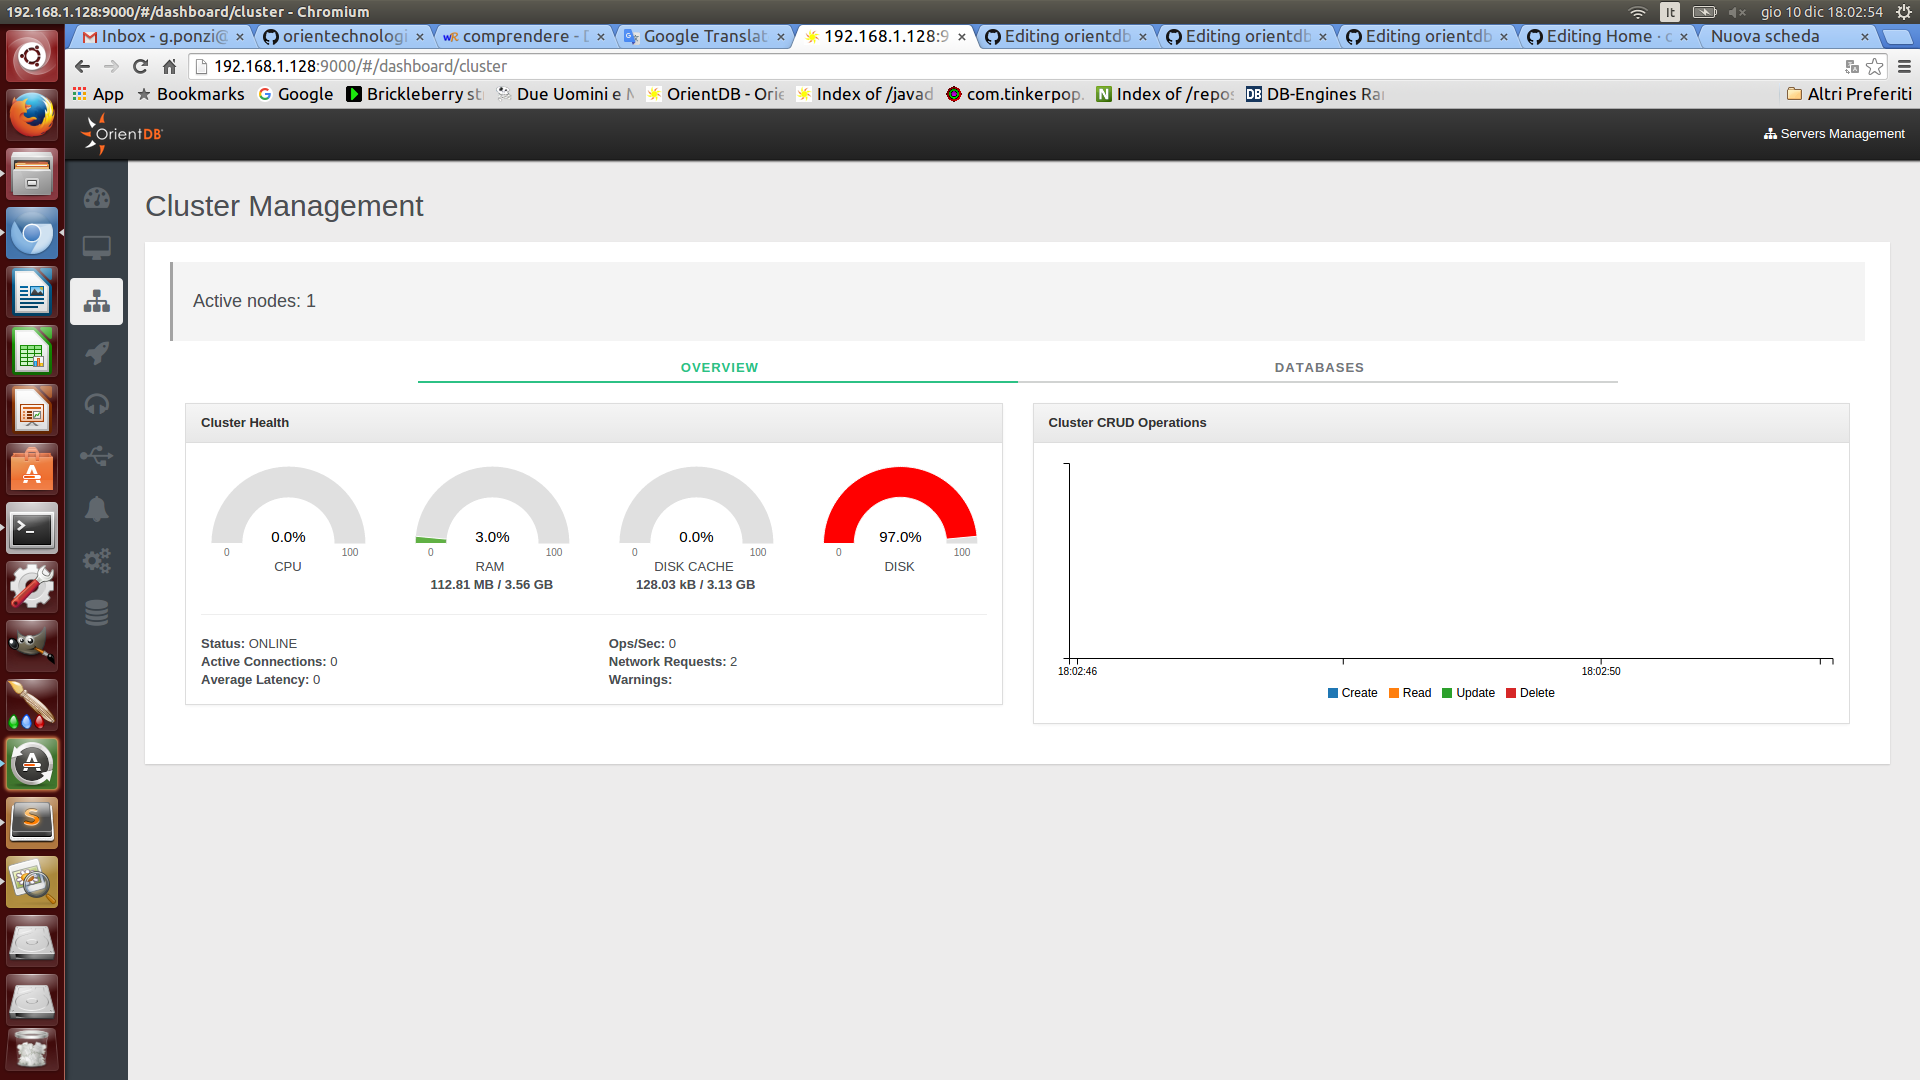 192.168.1.128:9000/#/dashboard/cluster - Chromium
It
gio 10 dic 18:02:54
Inbox - g.ponzi@
orientechnologi
comprendere - D
Google Translat
192.168.1.128:9
Editing orientdb
Editing orientdb
Editing orientdb
Editing Home · o
Nuova scheda
192.168.1.128:9000/#/dashboard/cluster
App
Bookmarks
Google
Brickleberry str
Due Uomini e M
OrientDB - Orie
Index of /javad
com.tinkerpop.
Index of /repos
DB-Engines Ran
Altri Preferiti
OrientDB
Servers Management
Cluster Management
Active nodes: 1
OVERVIEW
DATABASES
Cluster Health
0.0%
0 100
CPU
3.0%
0 100
RAM
112.81 MB / 3.56 GB
0.0%
0 100
DISK CACHE
128.03 kB / 3.13 GB
97.0%
0 100
DISK
Status: ONLINE
Active Connections: 0
Average Latency: 0
Ops/Sec: 0
Network Requests: 2
Warnings:
Cluster CRUD Operations
18:02:46
18:02:50
Create Read Update Delete